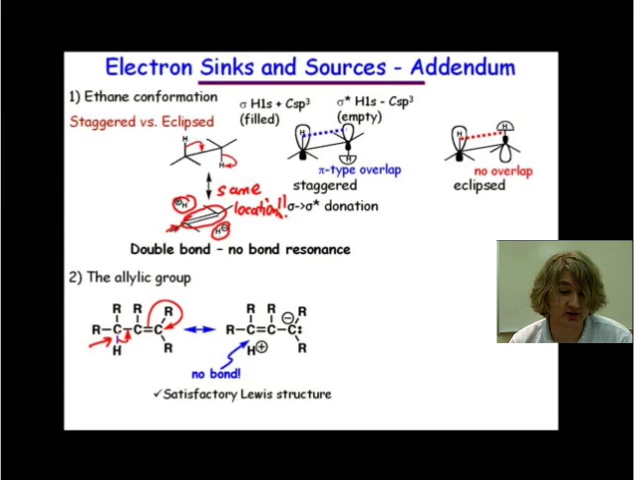 Electron Sinks and Sources - Addendum
1) Ethane conformation
σ H1s + Csp³
(filled)
σ* H1s - Csp³
(empty)
Staggered vs. Eclipsed
H
H
H
H
H
H
π-type overlap
staggered
no overlap
eclipsed
same
location!!
σ->σ* donation
⊕H
H⊖
Double bond - no bond resonance
2) The allylic group
R R R
R-C-C=C
H R
R R ⊖ R
R-C=C-C:
H⊕ R
no bond!
✓Satisfactory Lewis structure